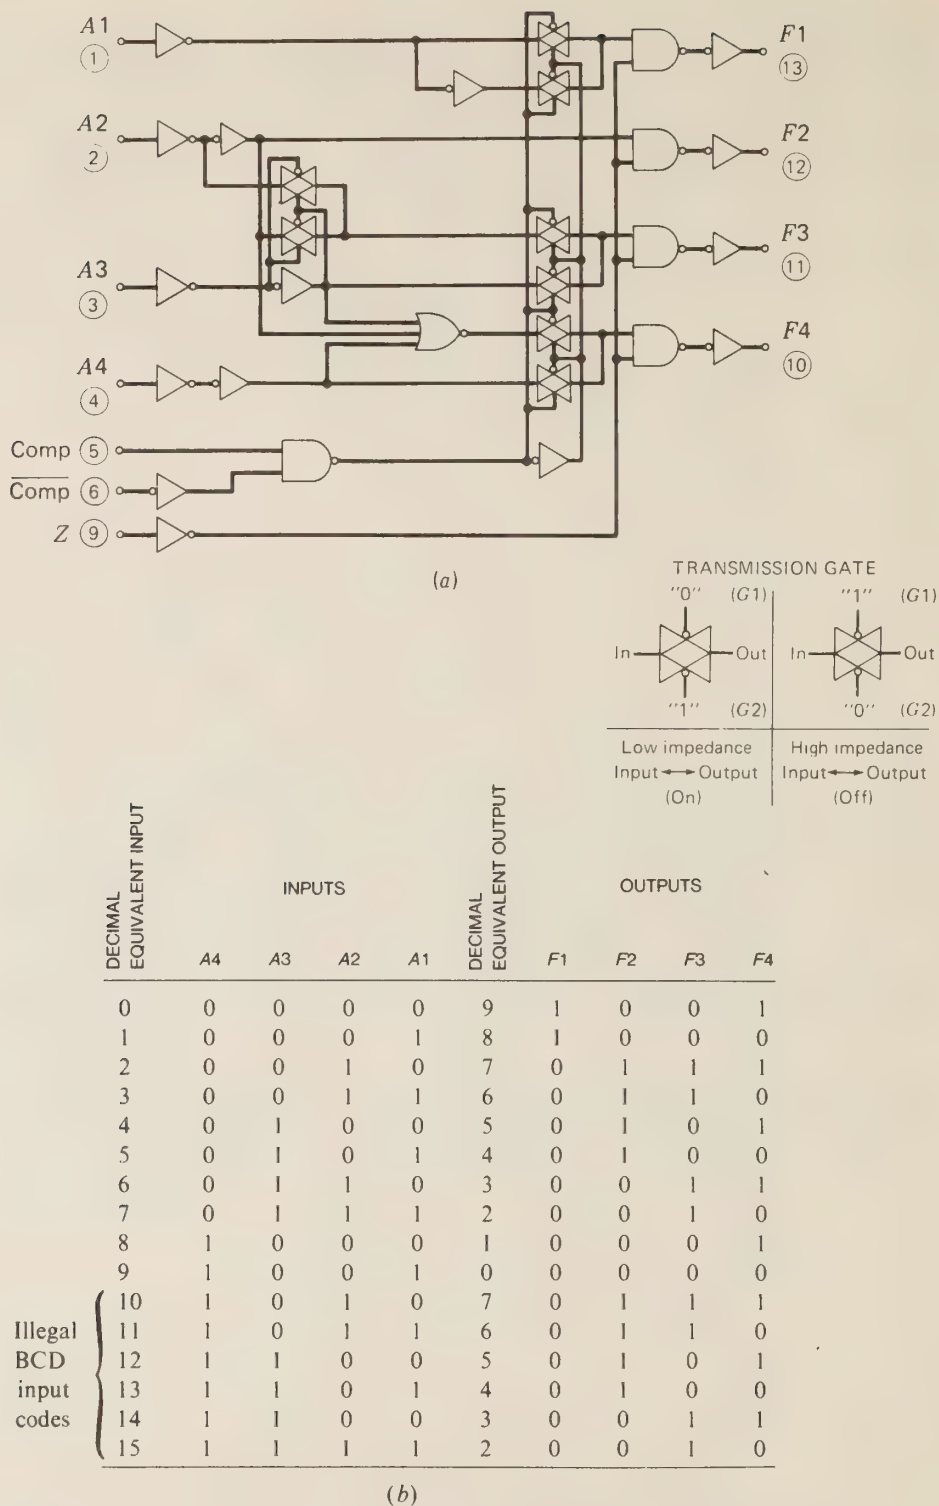 A1 F1
1 13
A2 F2
2 12
A3 F3
3 11
A4 F4
4 10
Comp 5
Comp 6
Z 9
(a)
TRANSMISSION GATE
"0" (G1) "1" (G1)
In Out In Out
"1" (G2) "0" (G2)
Low impedance High impedance
Input ↔ Output Input ↔ Output
(On) (Off)
DECIMAL EQUIVALENT INPUT INPUTS DECIMAL EQUIVALENT OUTPUT OUTPUTS
A4 A3 A2 A1 F1 F2 F3 F4
0 0 0 0 0 9 1 0 0 1
1 0 0 0 1 8 1 0 0 0
2 0 0 1 0 7 0 1 1 1
3 0 0 1 1 6 0 1 1 0
4 0 1 0 0 5 0 1 0 1
5 0 1 0 1 4 0 1 0 0
6 0 1 1 0 3 0 0 1 1
7 0 1 1 1 2 0 0 1 0
8 1 0 0 0 1 0 0 0 1
9 1 0 0 1 0 0 0 0 0
10 1 0 1 0 7 0 1 1 1
Illegal 11 1 0 1 1 6 0 1 1 0
BCD 12 1 1 0 0 5 0 1 0 1
input 13 1 1 0 1 4 0 1 0 0
codes 14 1 1 0 0 3 0 0 1 1
15 1 1 1 1 2 0 0 1 0
(b)